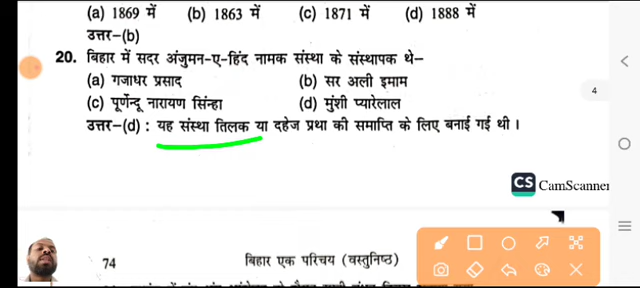 (a) 1869 में (b) 1863 में (c) 1871 में (d) 1888 में
उत्तर–(b)
20. बिहार में सदर अंजुमन-ए-हिंद नामक संस्था के संस्थापक थे–
(a) गजाधर प्रसाद (b) सर अली इमाम
(c) पूर्णेन्दू नारायण सिंन्हा (d) मुंशी प्यारेलाल
उत्तर–(d) : यह संस्था तिलक या दहेज प्रथा की समाप्ति के लिए बनाई गई थी ।
4
CS CamScanner
74 बिहार एक परिचय (वस्तुनिष्ठ)